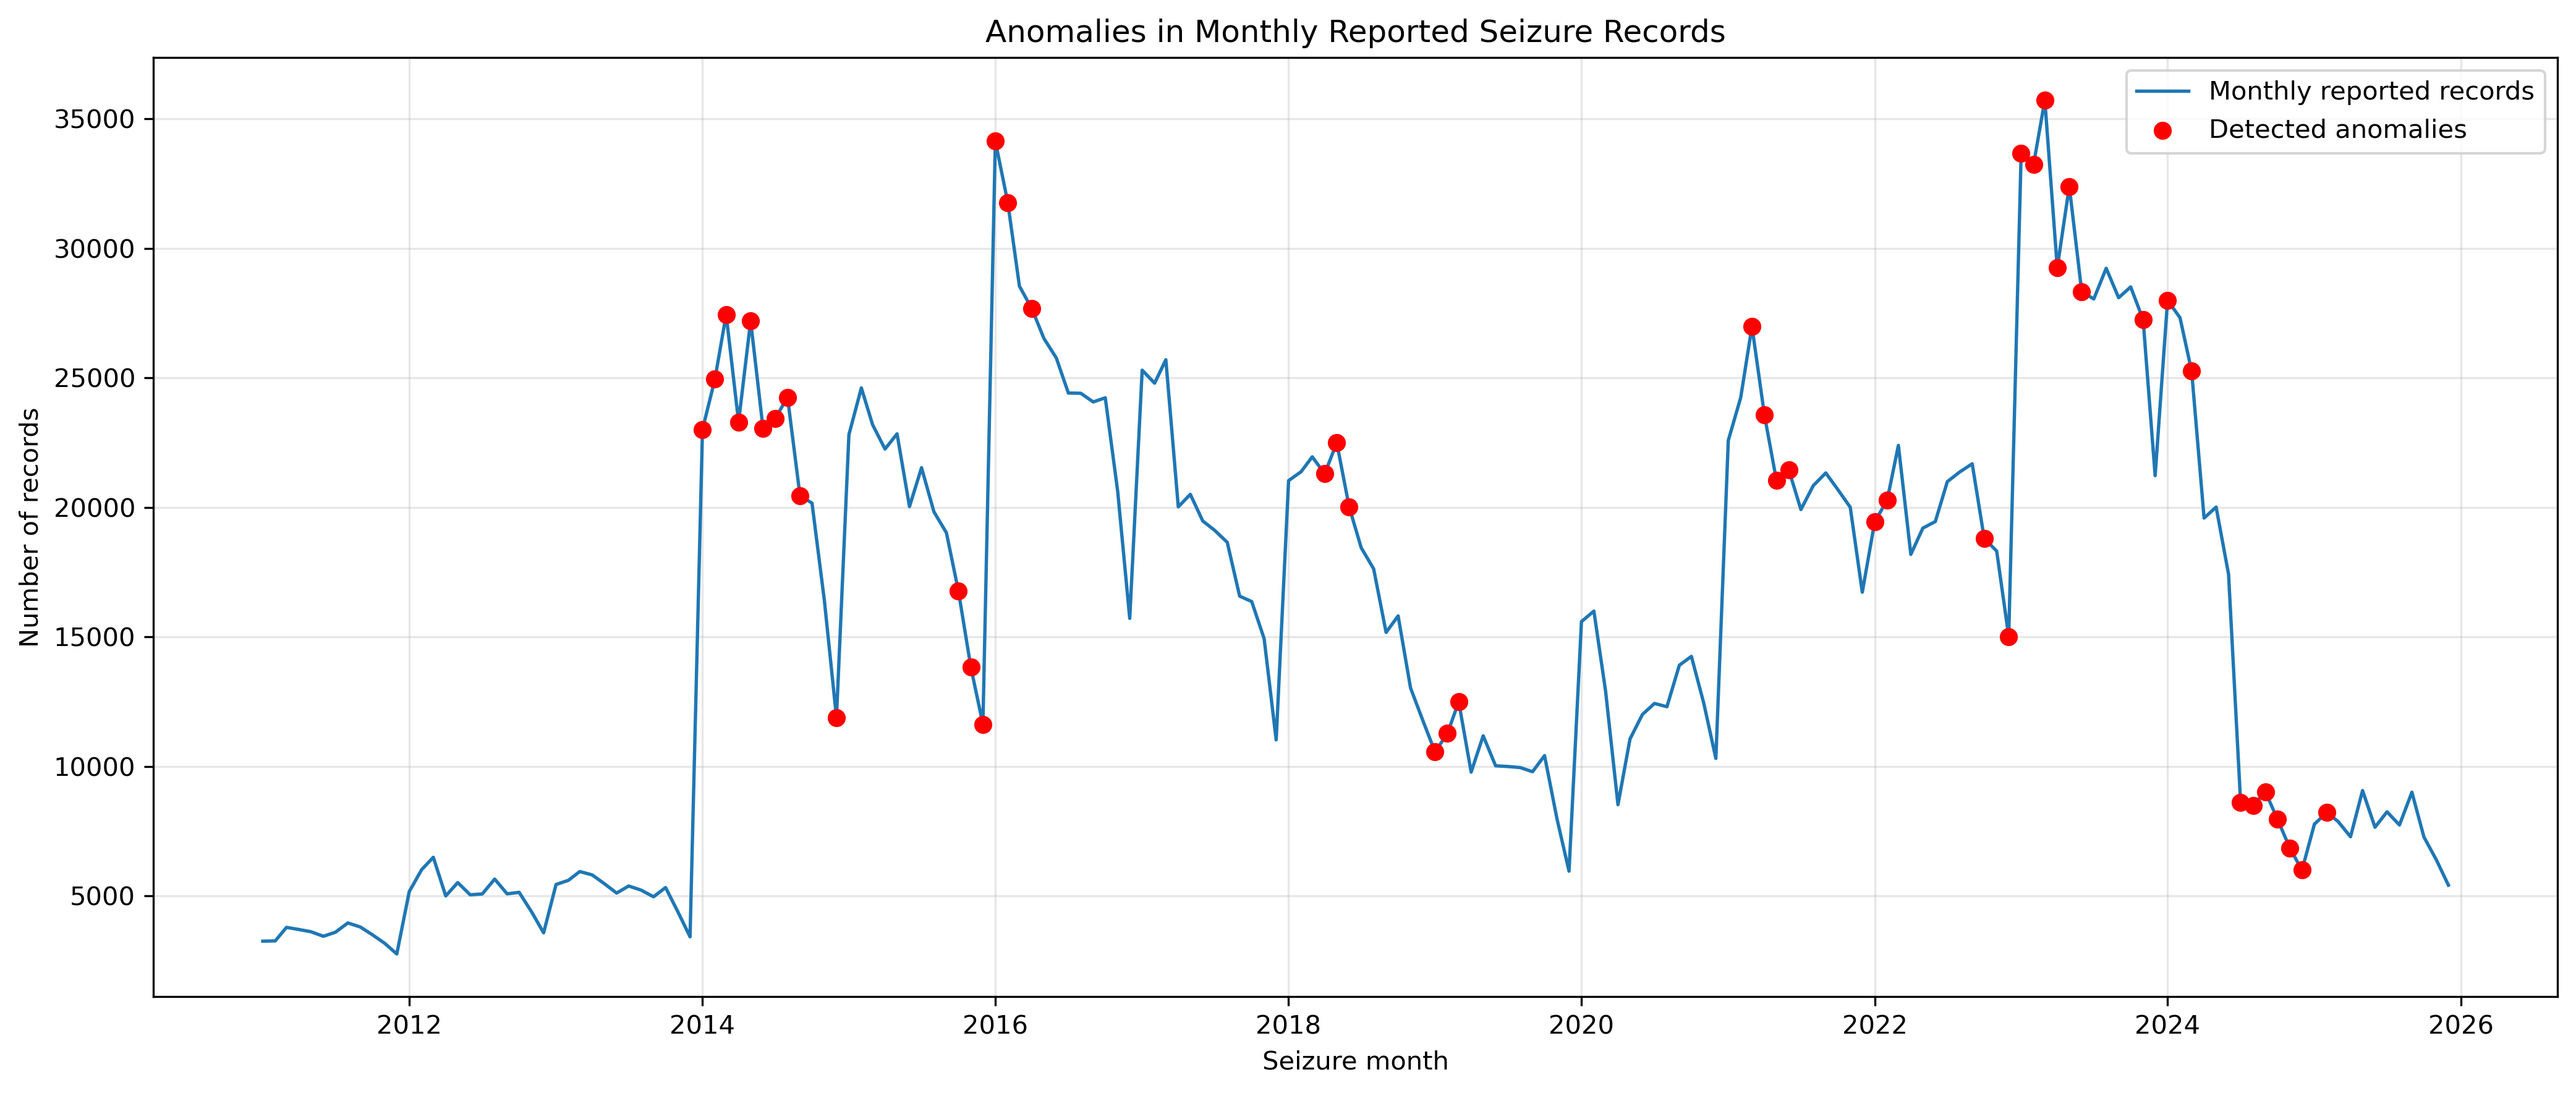 Anomalies in Monthly Reported Seizure Records
Monthly reported records
Detected anomalies
Number of records
35000
30000
25000
20000
15000
10000
5000
2012 2014 2016 2018 2020 2022 2024 2026
Seizure month